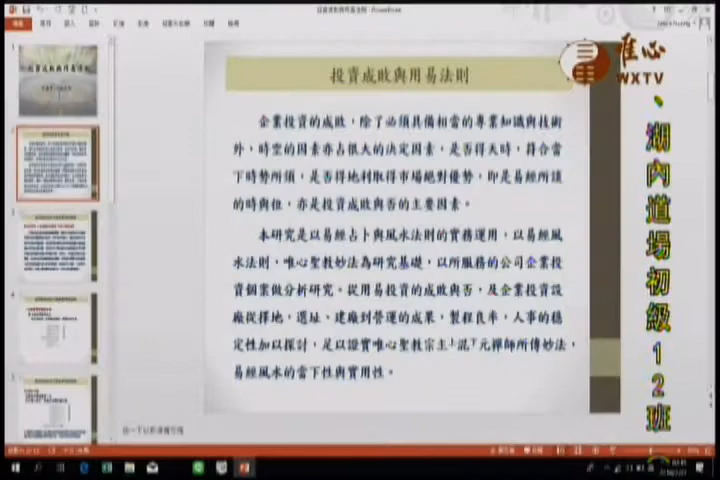 投資成敗與用易法則
企業投資的成敗，除了必須具備相當的專業知識與技術
外，時空的因素亦占很大的決定因素，是否得天時，符合當
下時勢所須，是否得地利取得市場絕對優勢，即是易經所謂
的時與位，亦是投資成敗與否的主要因素。
本研究是以易經占卜與風水法則的實務運用，以易經風
水法則，唯心聖教妙法為研究基礎，以所服務的公司企業投
資個案做分析研究。從用易投資的成敗與否，及企業投資設
廠從擇地，選址、建廠到營運的成果，製程良率，人事的穩
定性加以探討，足以證實唯心聖教宗主上混下元禪師所傳妙法，
易經風水的當下性與實用性。
唯心
WXTV
、湖內道場初級12班